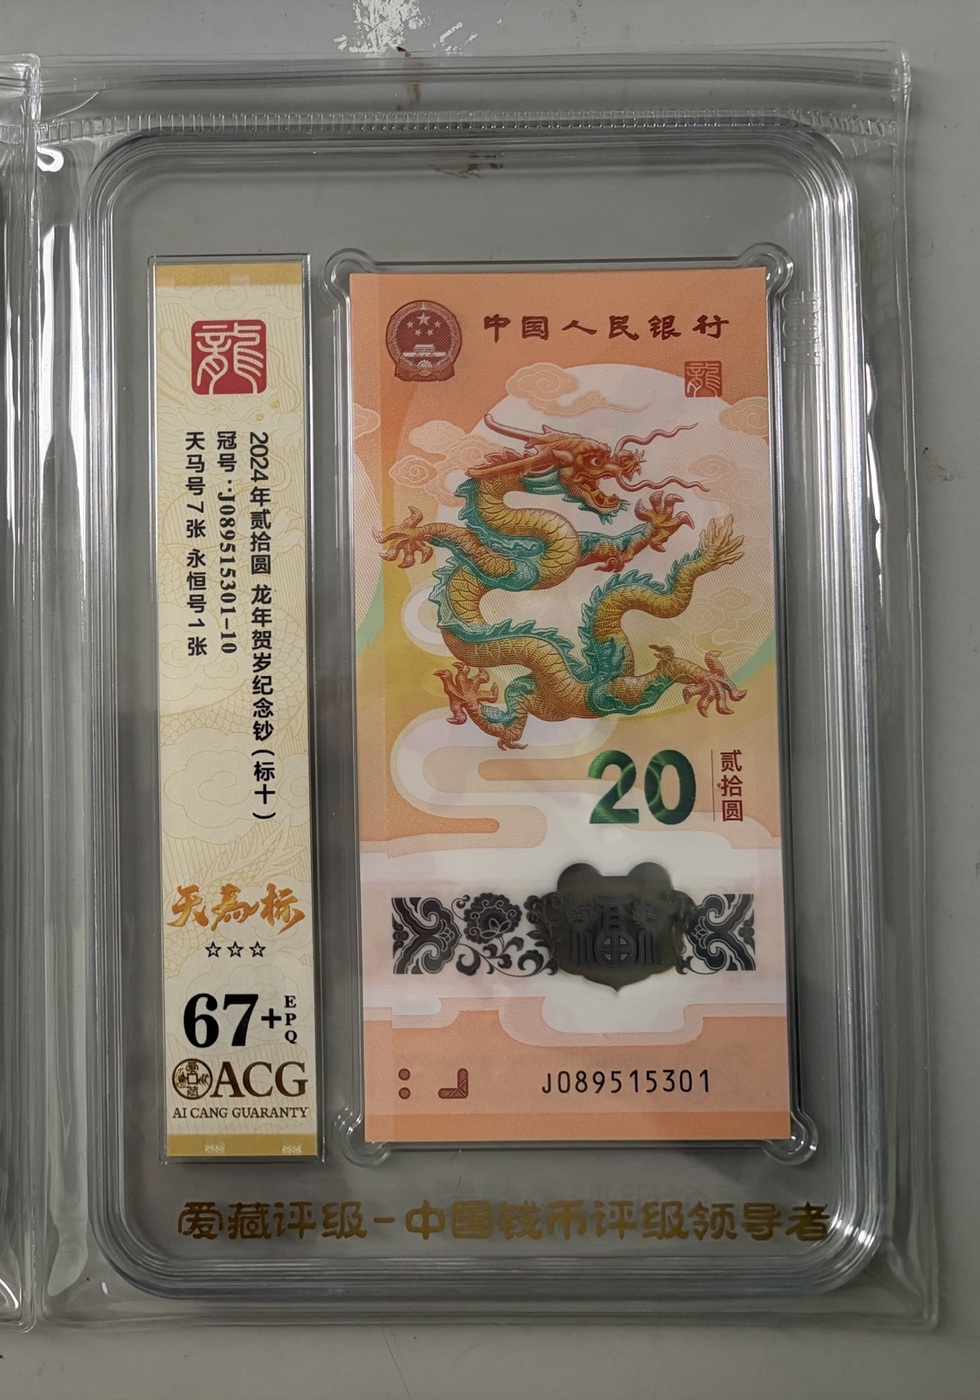 龍
2024年贰拾圆 龙年贺岁纪念钞(标十)
冠号:J089515301-10
天马号7张 永恒号1张
天马标
☆☆☆
67+EPQ
ACG
AI CANG GUARANTY
中国人民银行
龍
20
贰拾圆
福
J089515301
爱藏评级-中国钱币评级领导者